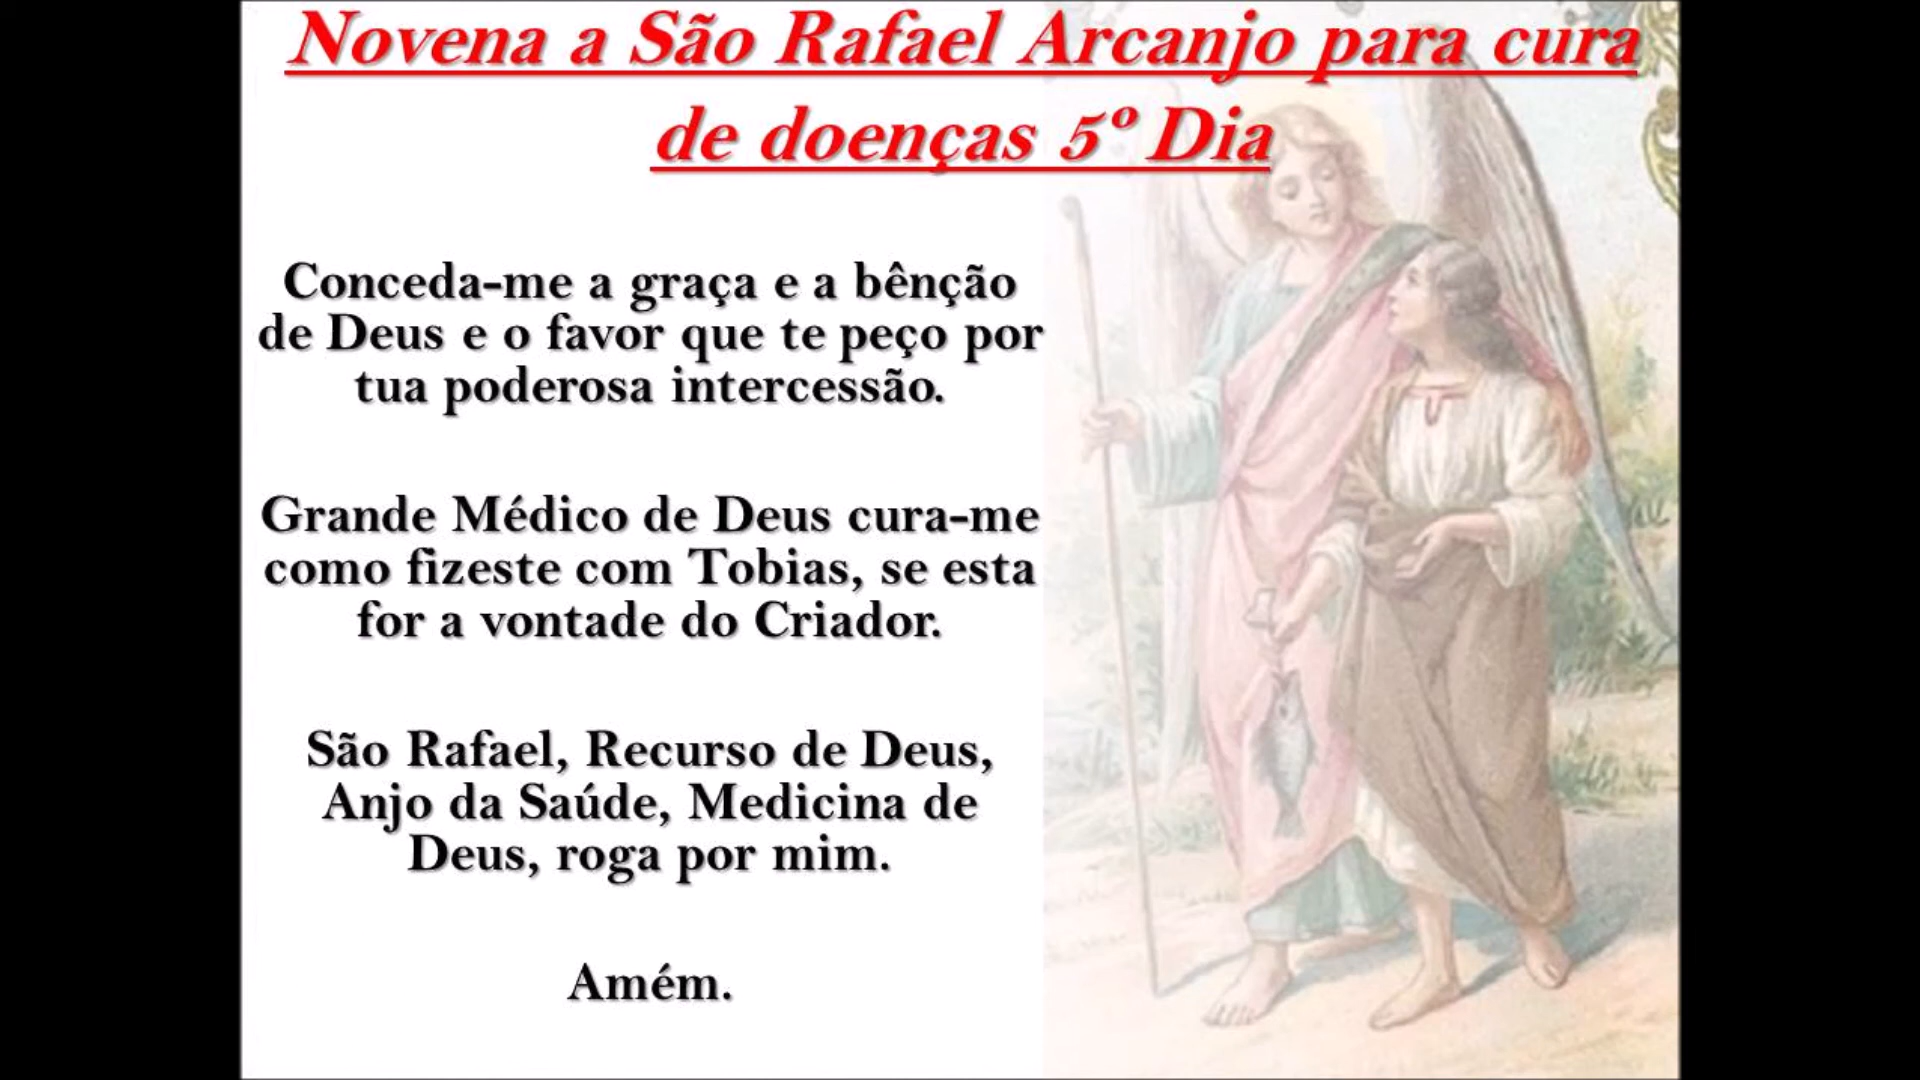 Novena a São Rafael Arcanjo para cura
de doenças 5º Dia
Conceda-me a graça e a bênção
de Deus e o favor que te peço por
tua poderosa intercessão.
Grande Médico de Deus cura-me
como fizeste com Tobias, se esta
for a vontade do Criador.
São Rafael, Recurso de Deus,
Anjo da Saúde, Medicina de
Deus, roga por mim.
Amém.